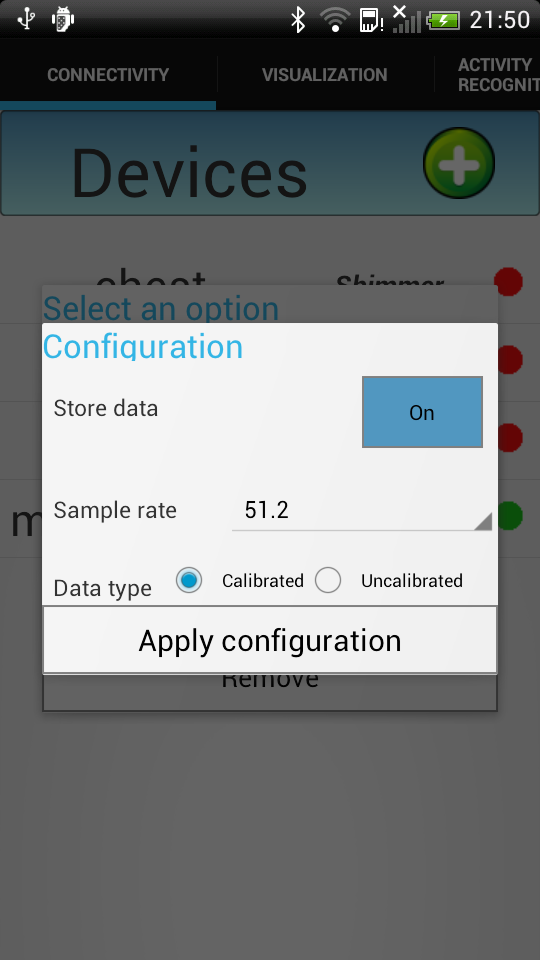 21:50
CONNECTIVITY
VISUALIZATION
ACTIVITY
RECOGNIT
Devices
chest
Shimmer
Select an option
Configuration
Store data
On
Sample rate
51.2
m
Data type
Calibrated
Uncalibrated
Apply configuration
Remove